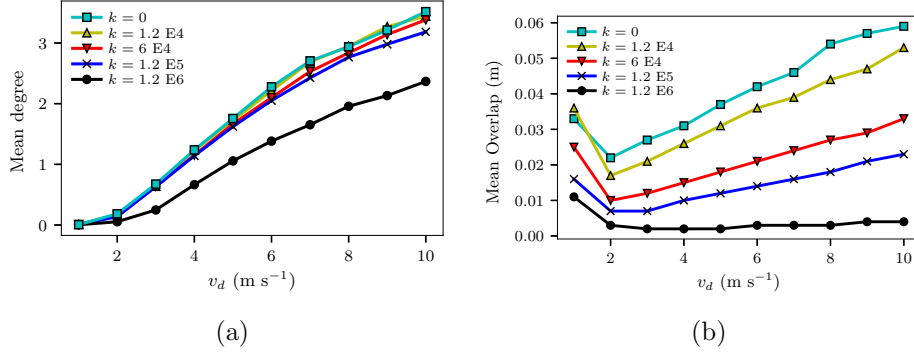 k = 0
k = 1.2 E4
k = 6 E4
k = 1.2 E5
k = 1.2 E6
Mean degree
3
2
1
0
2 4 6 8 10
v_d (m s⁻¹)
(a)
k = 0
k = 1.2 E4
k = 6 E4
k = 1.2 E5
k = 1.2 E6
Mean Overlap (m)
0.06
0.05
0.04
0.03
0.02
0.01
0.00
2 4 6 8 10
v_d (m s⁻¹)
(b)